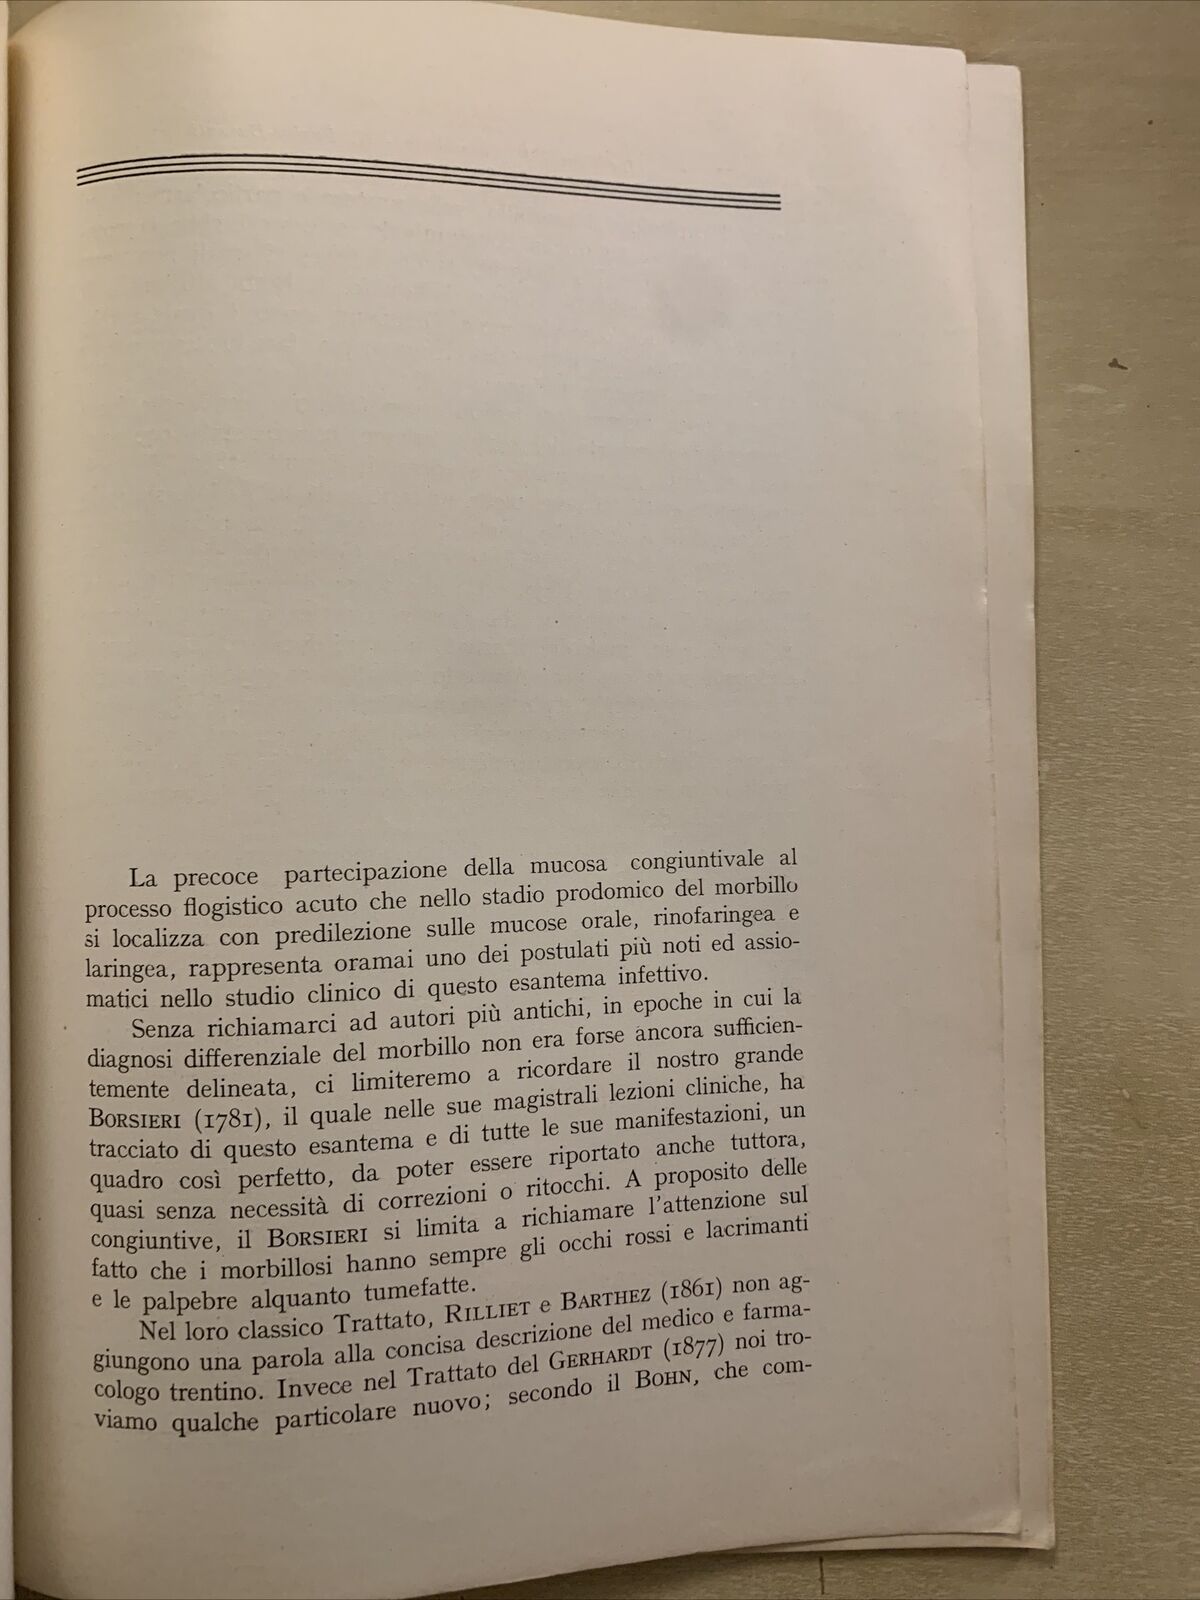 La precoce partecipazione della mucosa congiuntivale al
processo flogistico acuto che nello stadio prodomico del morbillo
si localizza con predilezione sulle mucose orale, rinofaringea e
laringea, rappresenta oramai uno dei postulati più noti ed assio-
matici nello studio clinico di questo esantema infettivo.
Senza richiamarci ad autori più antichi, in epoche in cui la
diagnosi differenziale del morbillo non era forse ancora sufficien-
temente delineata, ci limiteremo a ricordare il nostro grande
BORSIERI (1781), il quale nelle sue magistrali lezioni cliniche, ha
tracciato di questo esantema e di tutte le sue manifestazioni, un
quadro così perfetto, da poter essere riportato anche tuttora,
quasi senza necessità di correzioni o ritocchi. A proposito delle
congiuntive, il BORSIERI si limita a richiamare l'attenzione sul
fatto che i morbillosi hanno sempre gli occhi rossi e lacrimanti
e le palpebre alquanto tumefatte.
Nel loro classico Trattato, RILLIET e BARTHEZ (1861) non ag-
giungono una parola alla concisa descrizione del medico e farma-
cologo trentino. Invece nel Trattato del GERHARDT (1877) noi tro-
viamo qualche particolare nuovo; secondo il BOHN, che com-